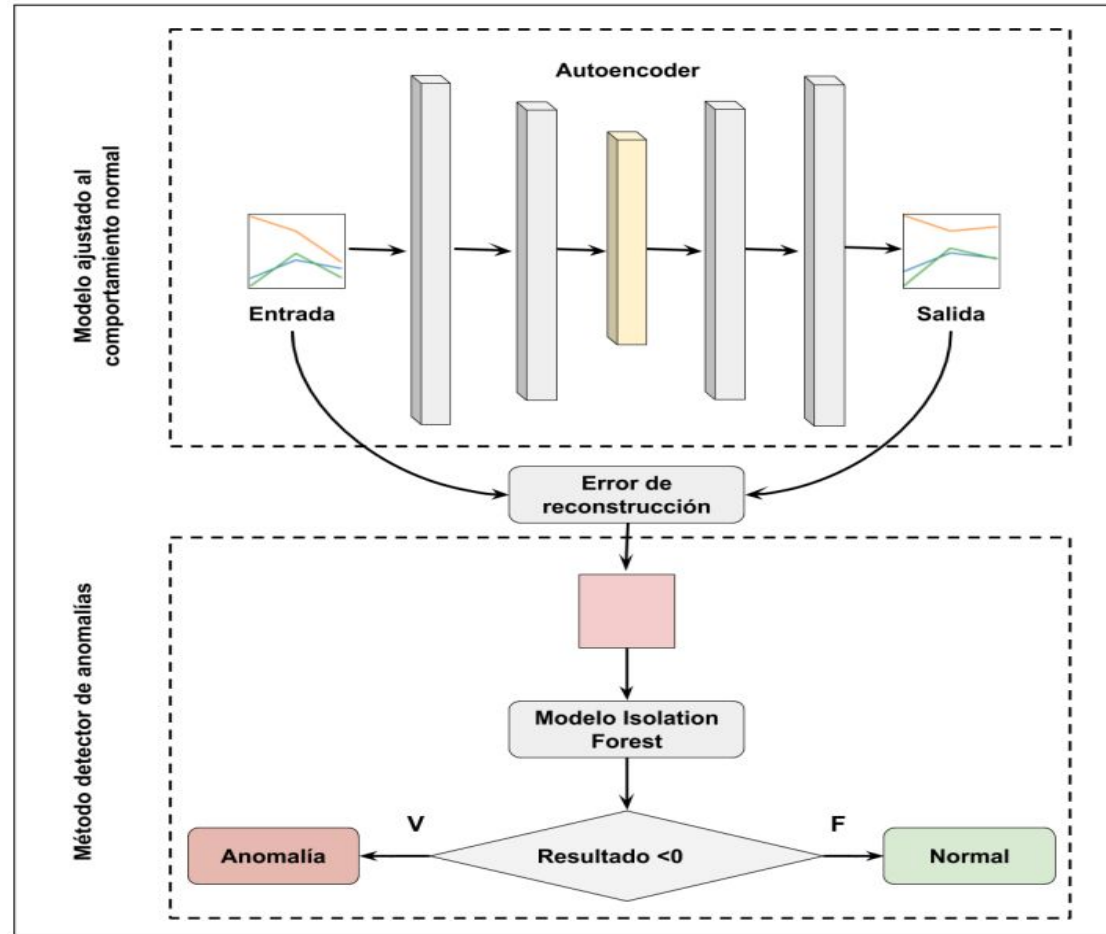 Autoencoder
Modelo ajustado al
comportamiento normal
Entrada
Salida
Error de
reconstrucción
Método detector de anomalías
Modelo Isolation
Forest
V
F
Anomalía
Resultado <0
Normal